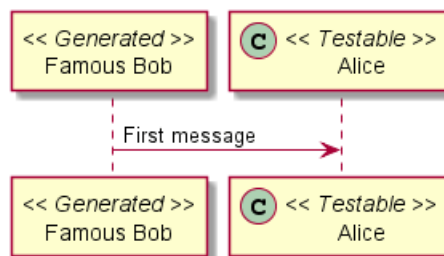 << Generated >>
Famous Bob
C << Testable >>
Alice
First message
<< Generated >>
Famous Bob
C << Testable >>
Alice